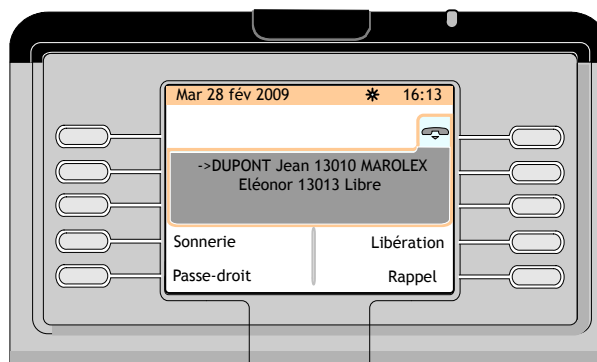 Mar 28 fév 2009 16:13
->DUPONT Jean 13010 MAROLEX
Eléonor 13013 Libre
Sonnerie Libération
Passe-droit Rappel